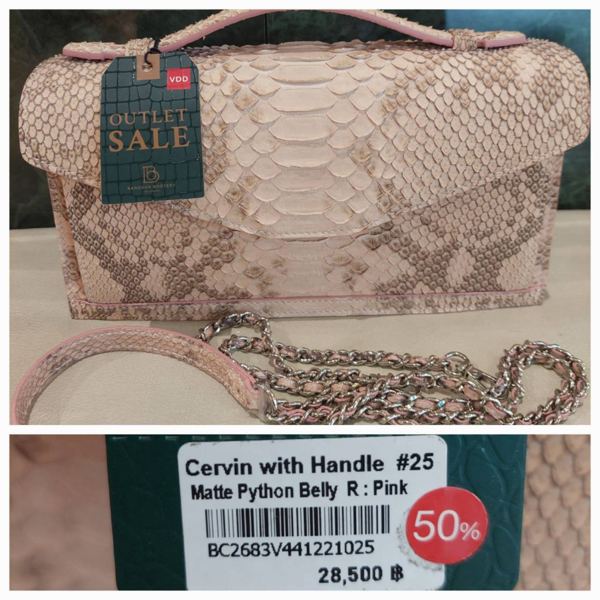 VDD
OUTLET
SALE
Cervin with Handle #25
Matte Python Belly R : Pink
BC2683V441221025
28,500 ฿
50%